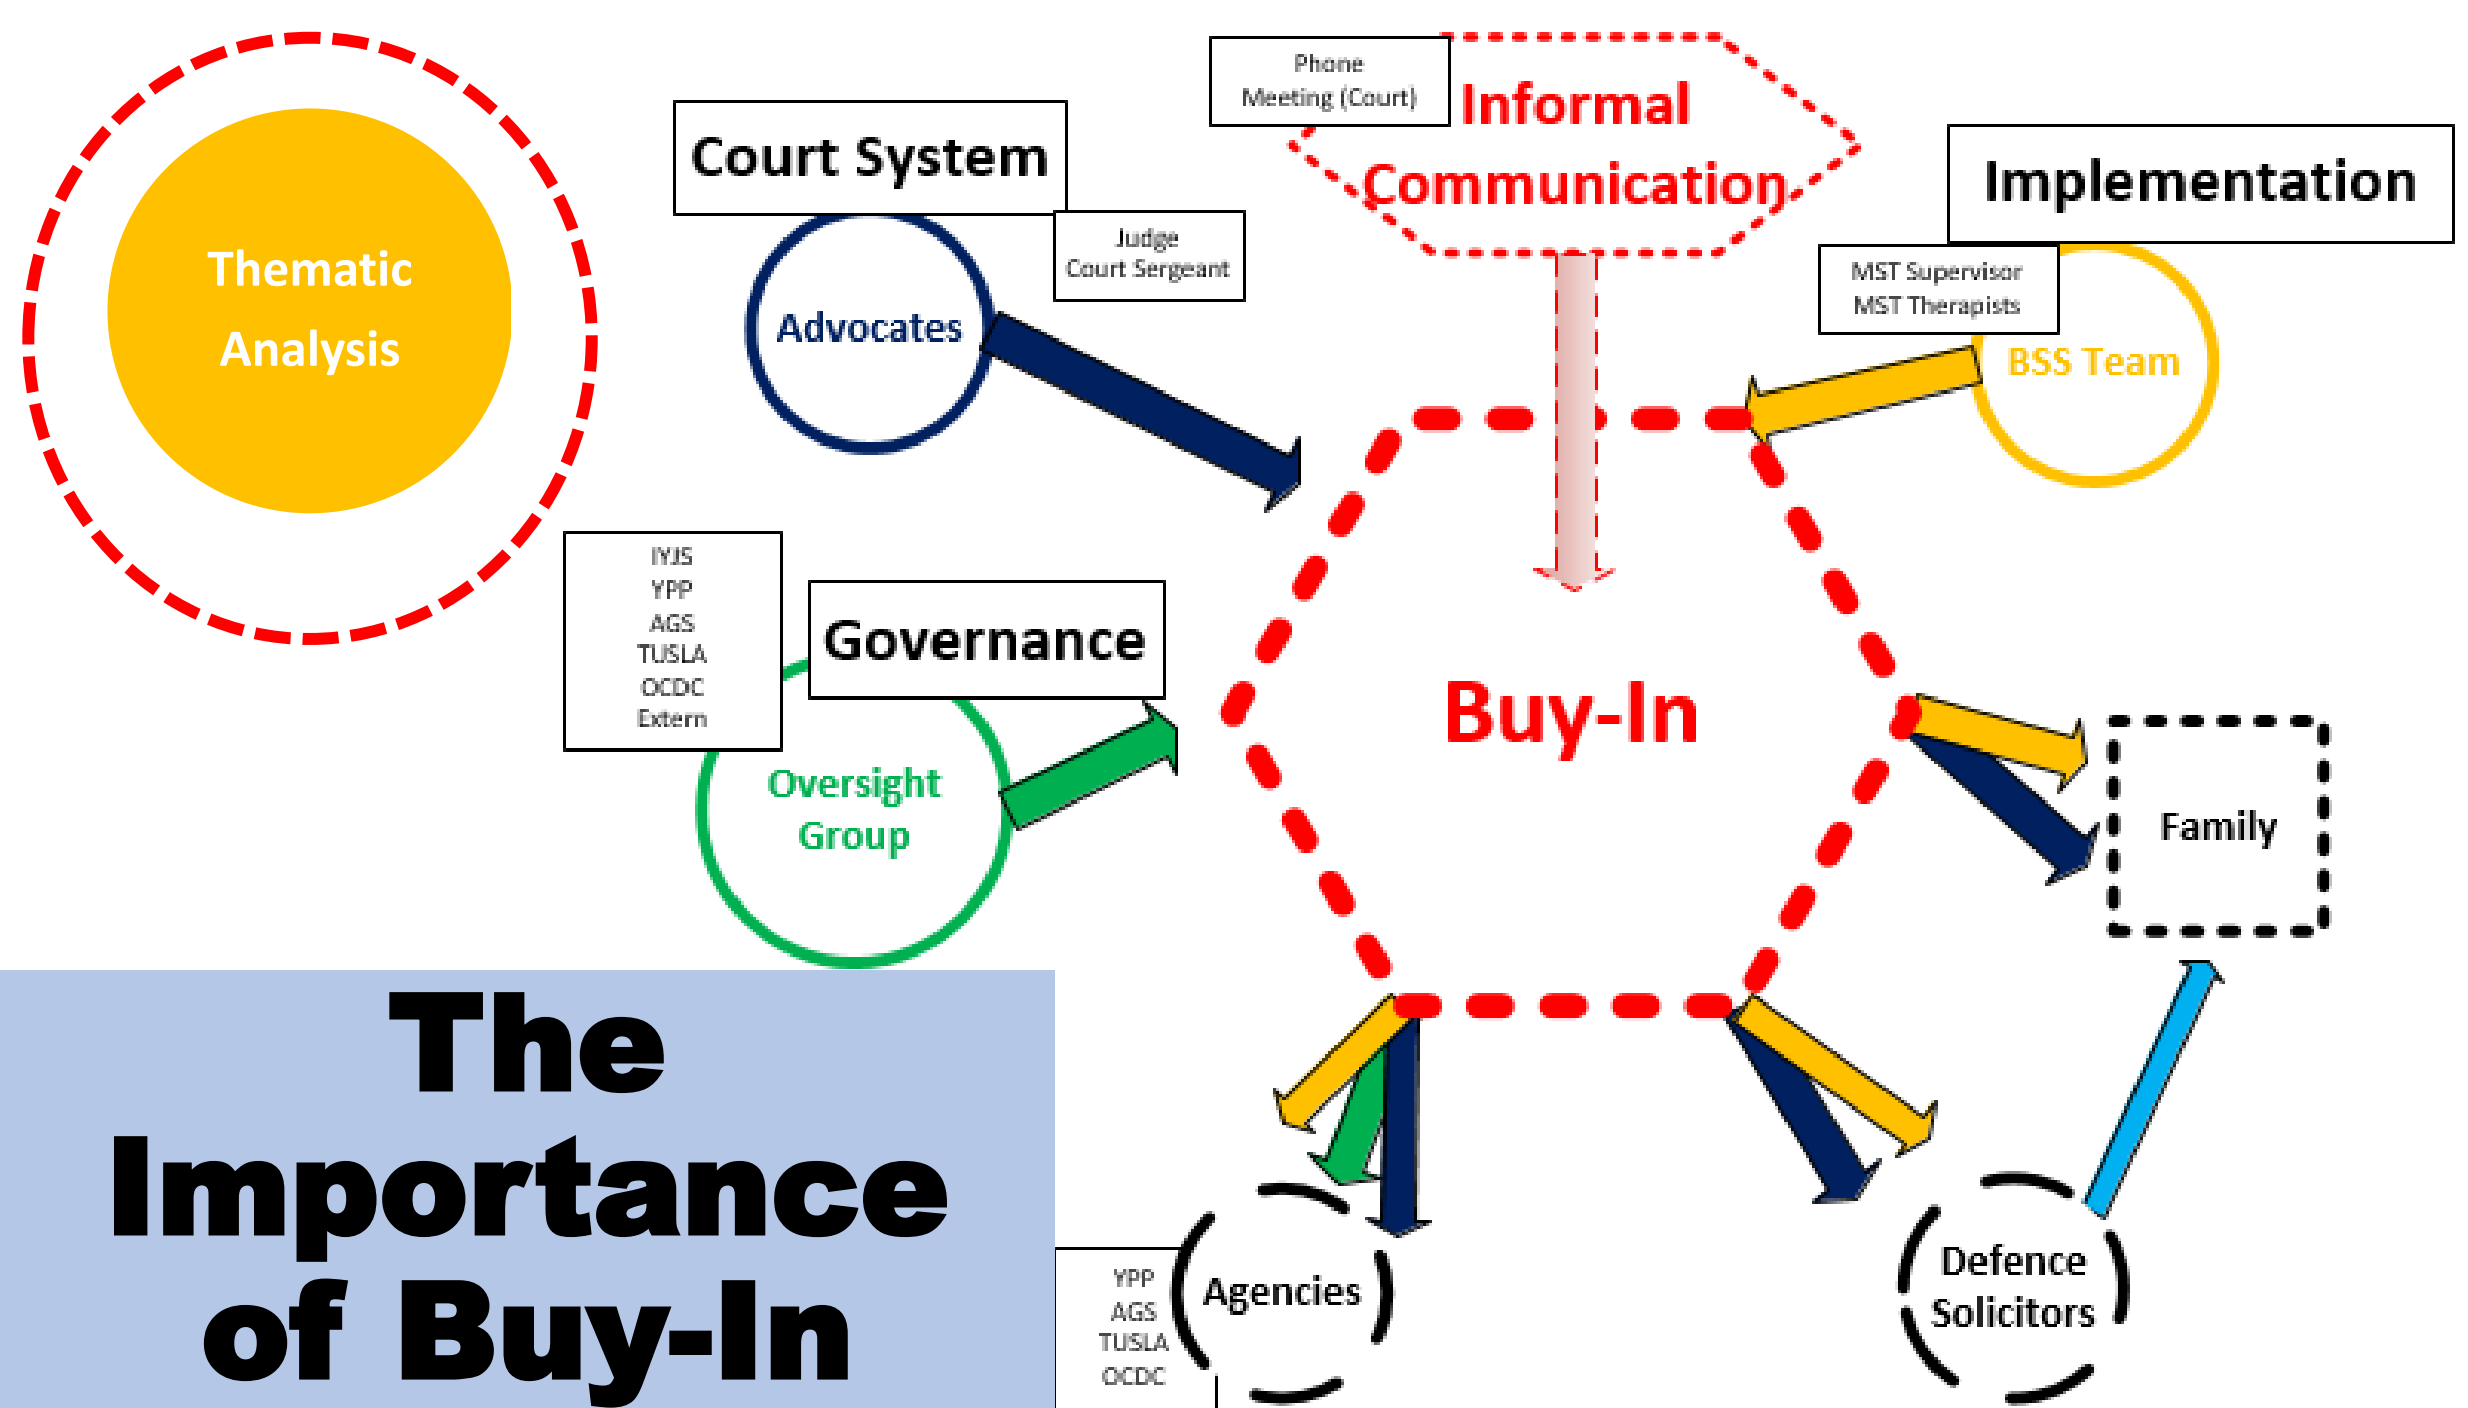 Thematic
Analysis
Court System
Judge
Court Sergeant
Advocates
Phone
Meeting (Court)
Informal
Communication
Implementation
MST Supervisor
MST Therapists
BSS Team
IYJS
YPP
AGS
TUSLA
OCDC
Extern
Governance
Oversight
Group
Buy-In
Family
The
Importance
of Buy-In
YPP
AGS
TUSLA
OCDC
Agencies
Defence
Solicitors